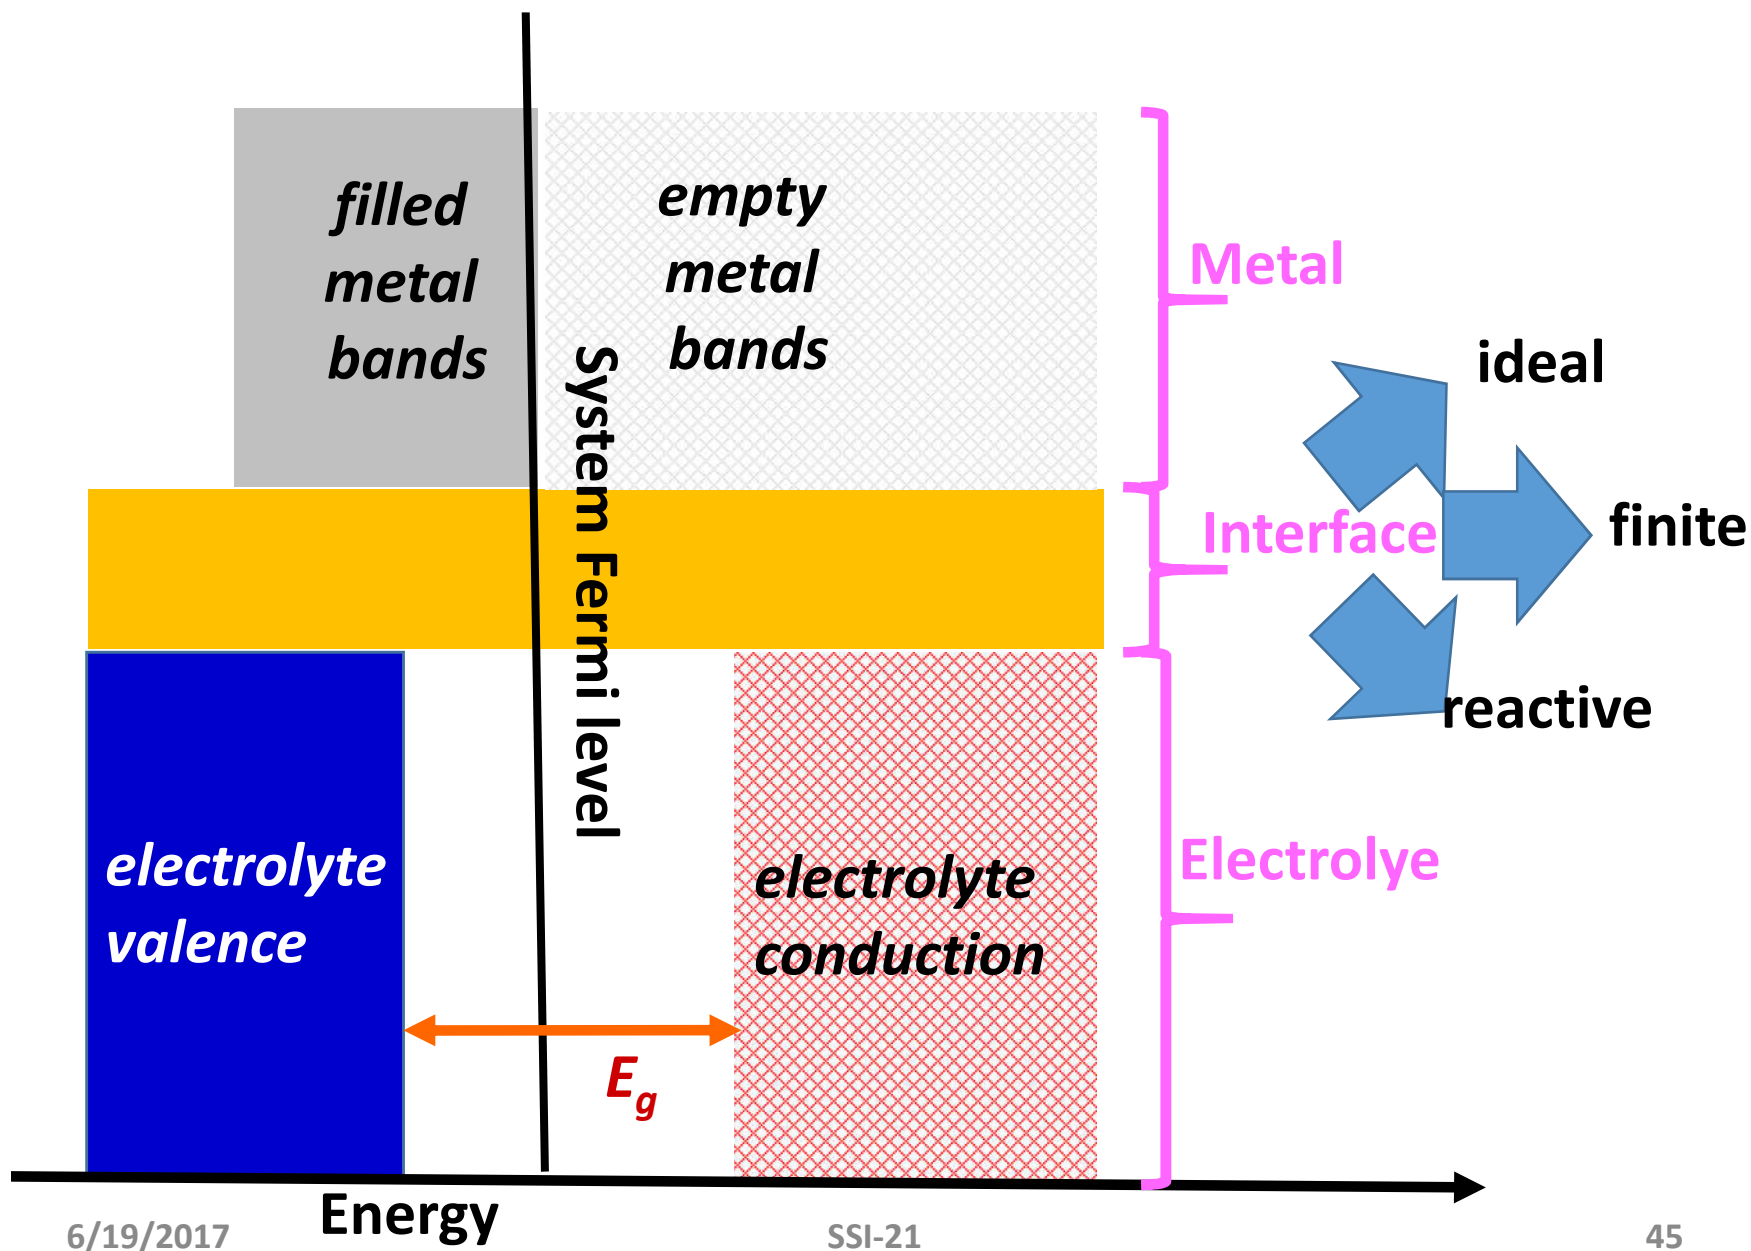 filled
metal
bands
empty
metal
bands
System Fermi level
Metal
Interface
Electrolye
ideal
finite
reactive
electrolyte
valence
electrolyte
conduction
Eg
Energy
6/19/2017
SSI-21
45